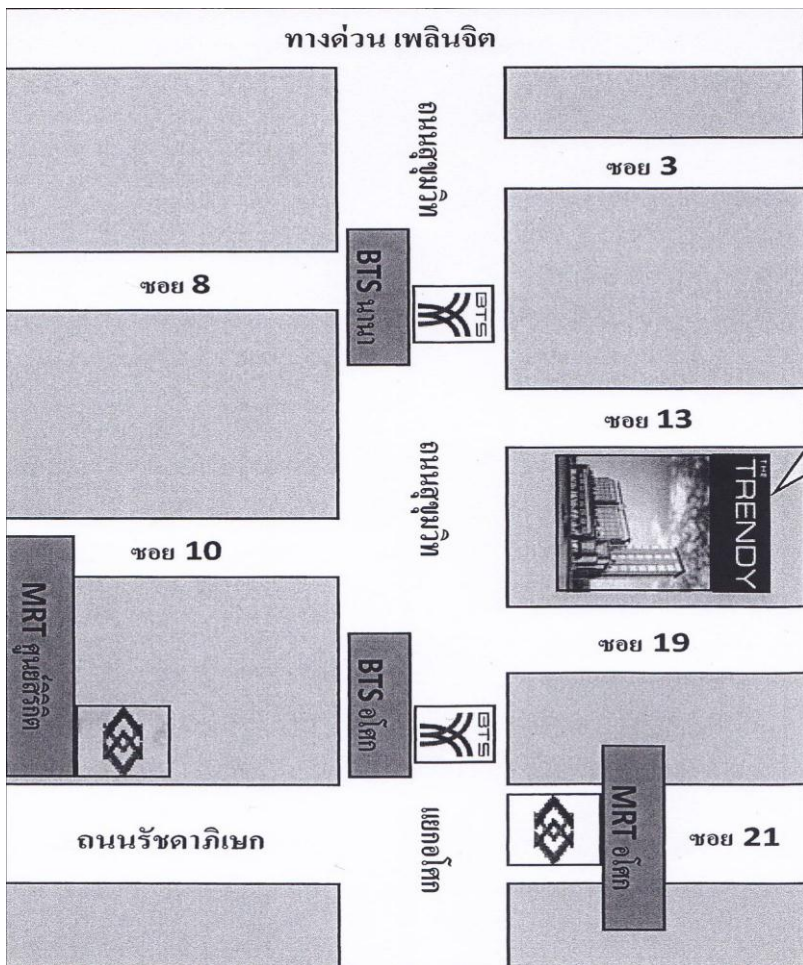 ทางด่วน เพลินจิต
ถนนสุขุมวิท
ซอย 3
ซอย 8
BTS นานา
BTS
ซอย 13
ถนนสุขุมวิท
THE
TRENDY
ซอย 10
MRT ศูนย์สิริกิต
ซอย 19
BTS อโศก
BTS
MRT อโศก
ซอย 21
ถนนรัชดาภิเษก
แยกอโศก